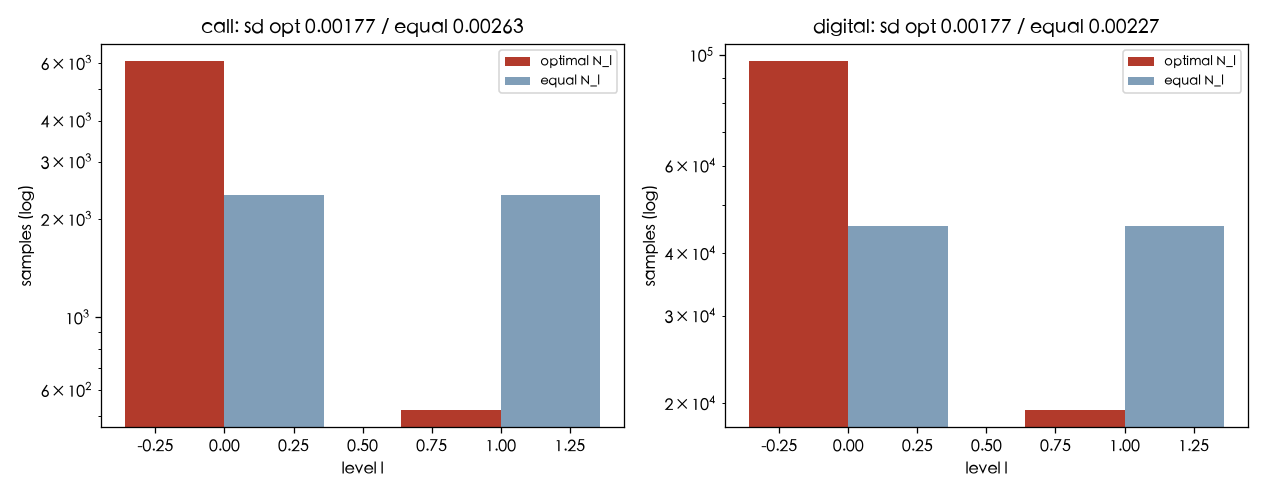 call: sd opt 0.00177 / equal 0.00263
optimal N_l
equal N_l
6 × 10³
4 × 10³
3 × 10³
2 × 10³
10³
6 × 10²
samples (log)
-0.25 0.00 0.25 0.50 0.75 1.00 1.25
level l
digital: sd opt 0.00177 / equal 0.00227
optimal N_l
equal N_l
10⁵
6 × 10⁴
4 × 10⁴
3 × 10⁴
2 × 10⁴
samples (log)
-0.25 0.00 0.25 0.50 0.75 1.00 1.25
level l